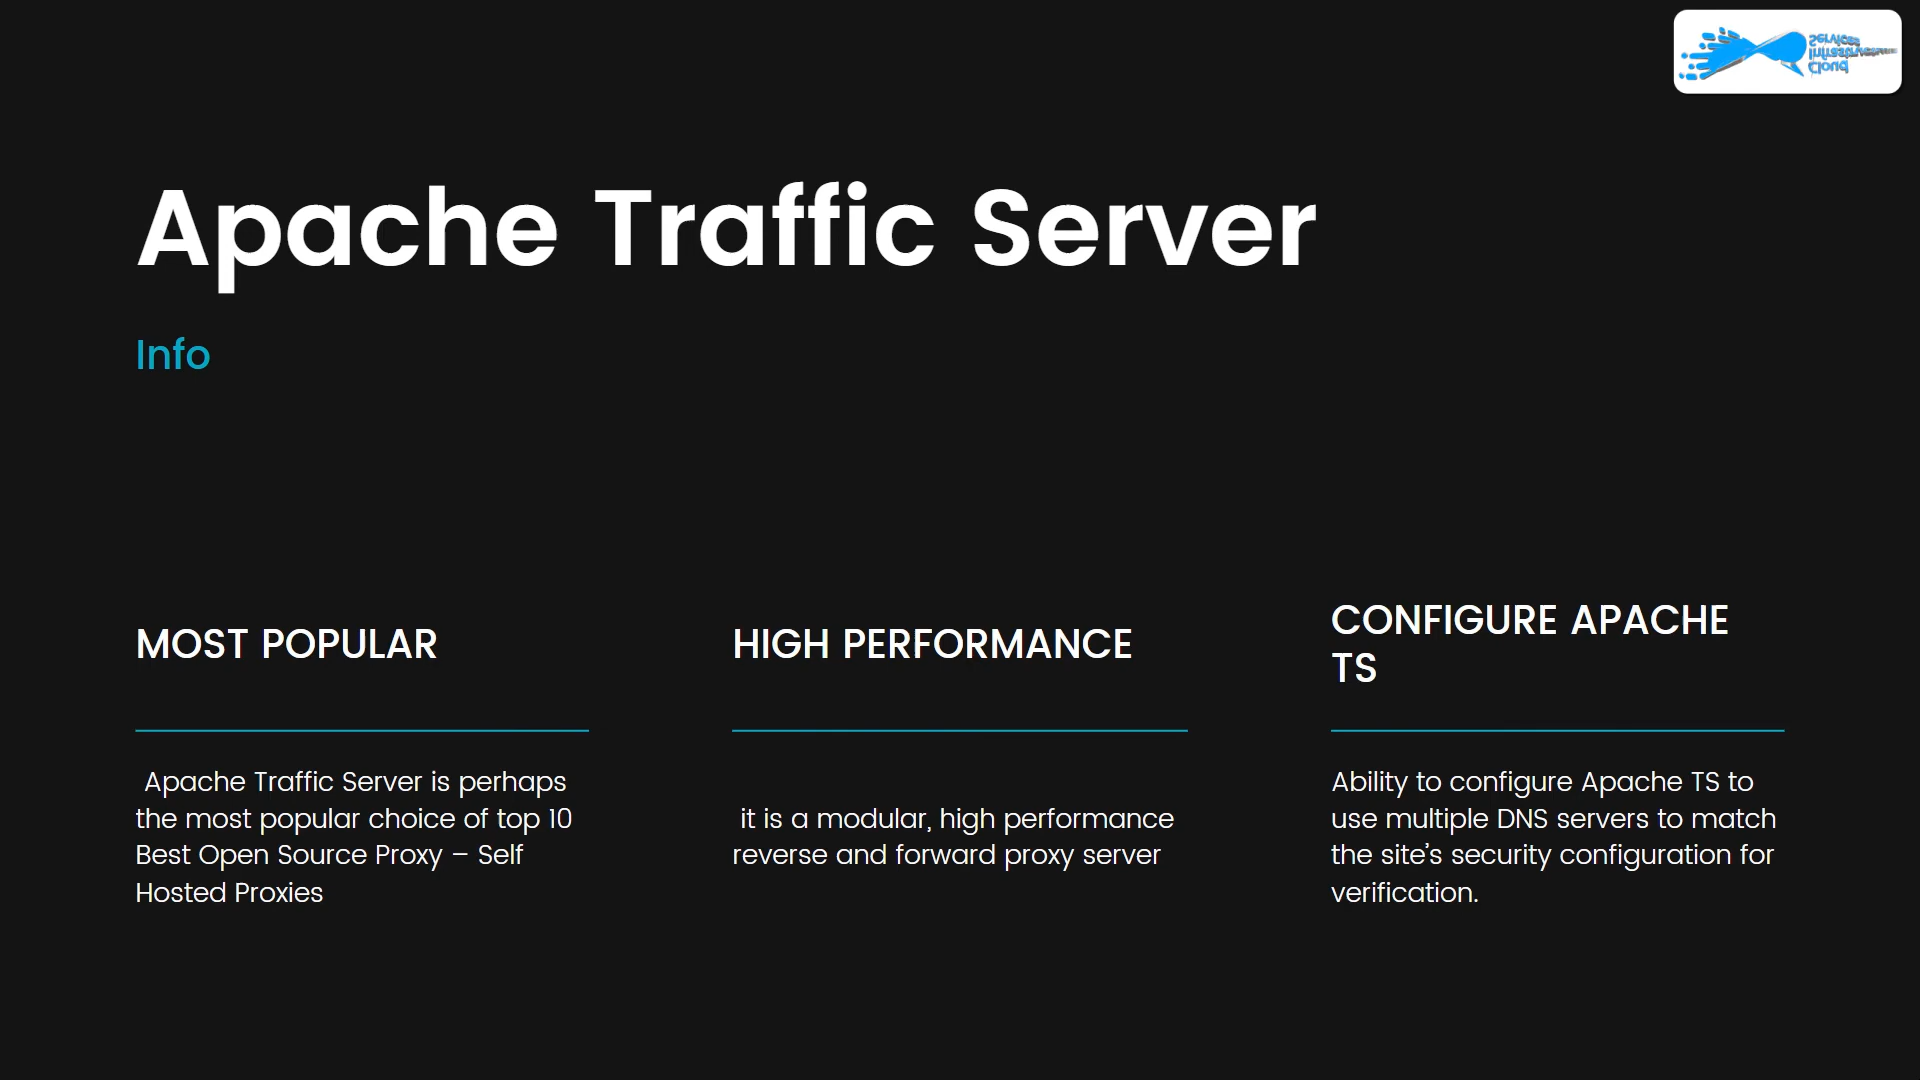 Cloud
Infrastructure
Services
Apache Traffic Server
Info
MOST POPULAR
Apache Traffic Server is perhaps
the most popular choice of top 10
Best Open Source Proxy – Self
Hosted Proxies
HIGH PERFORMANCE
it is a modular, high performance
reverse and forward proxy server
CONFIGURE APACHE
TS
Ability to configure Apache TS to
use multiple DNS servers to match
the site’s security configuration for
verification.